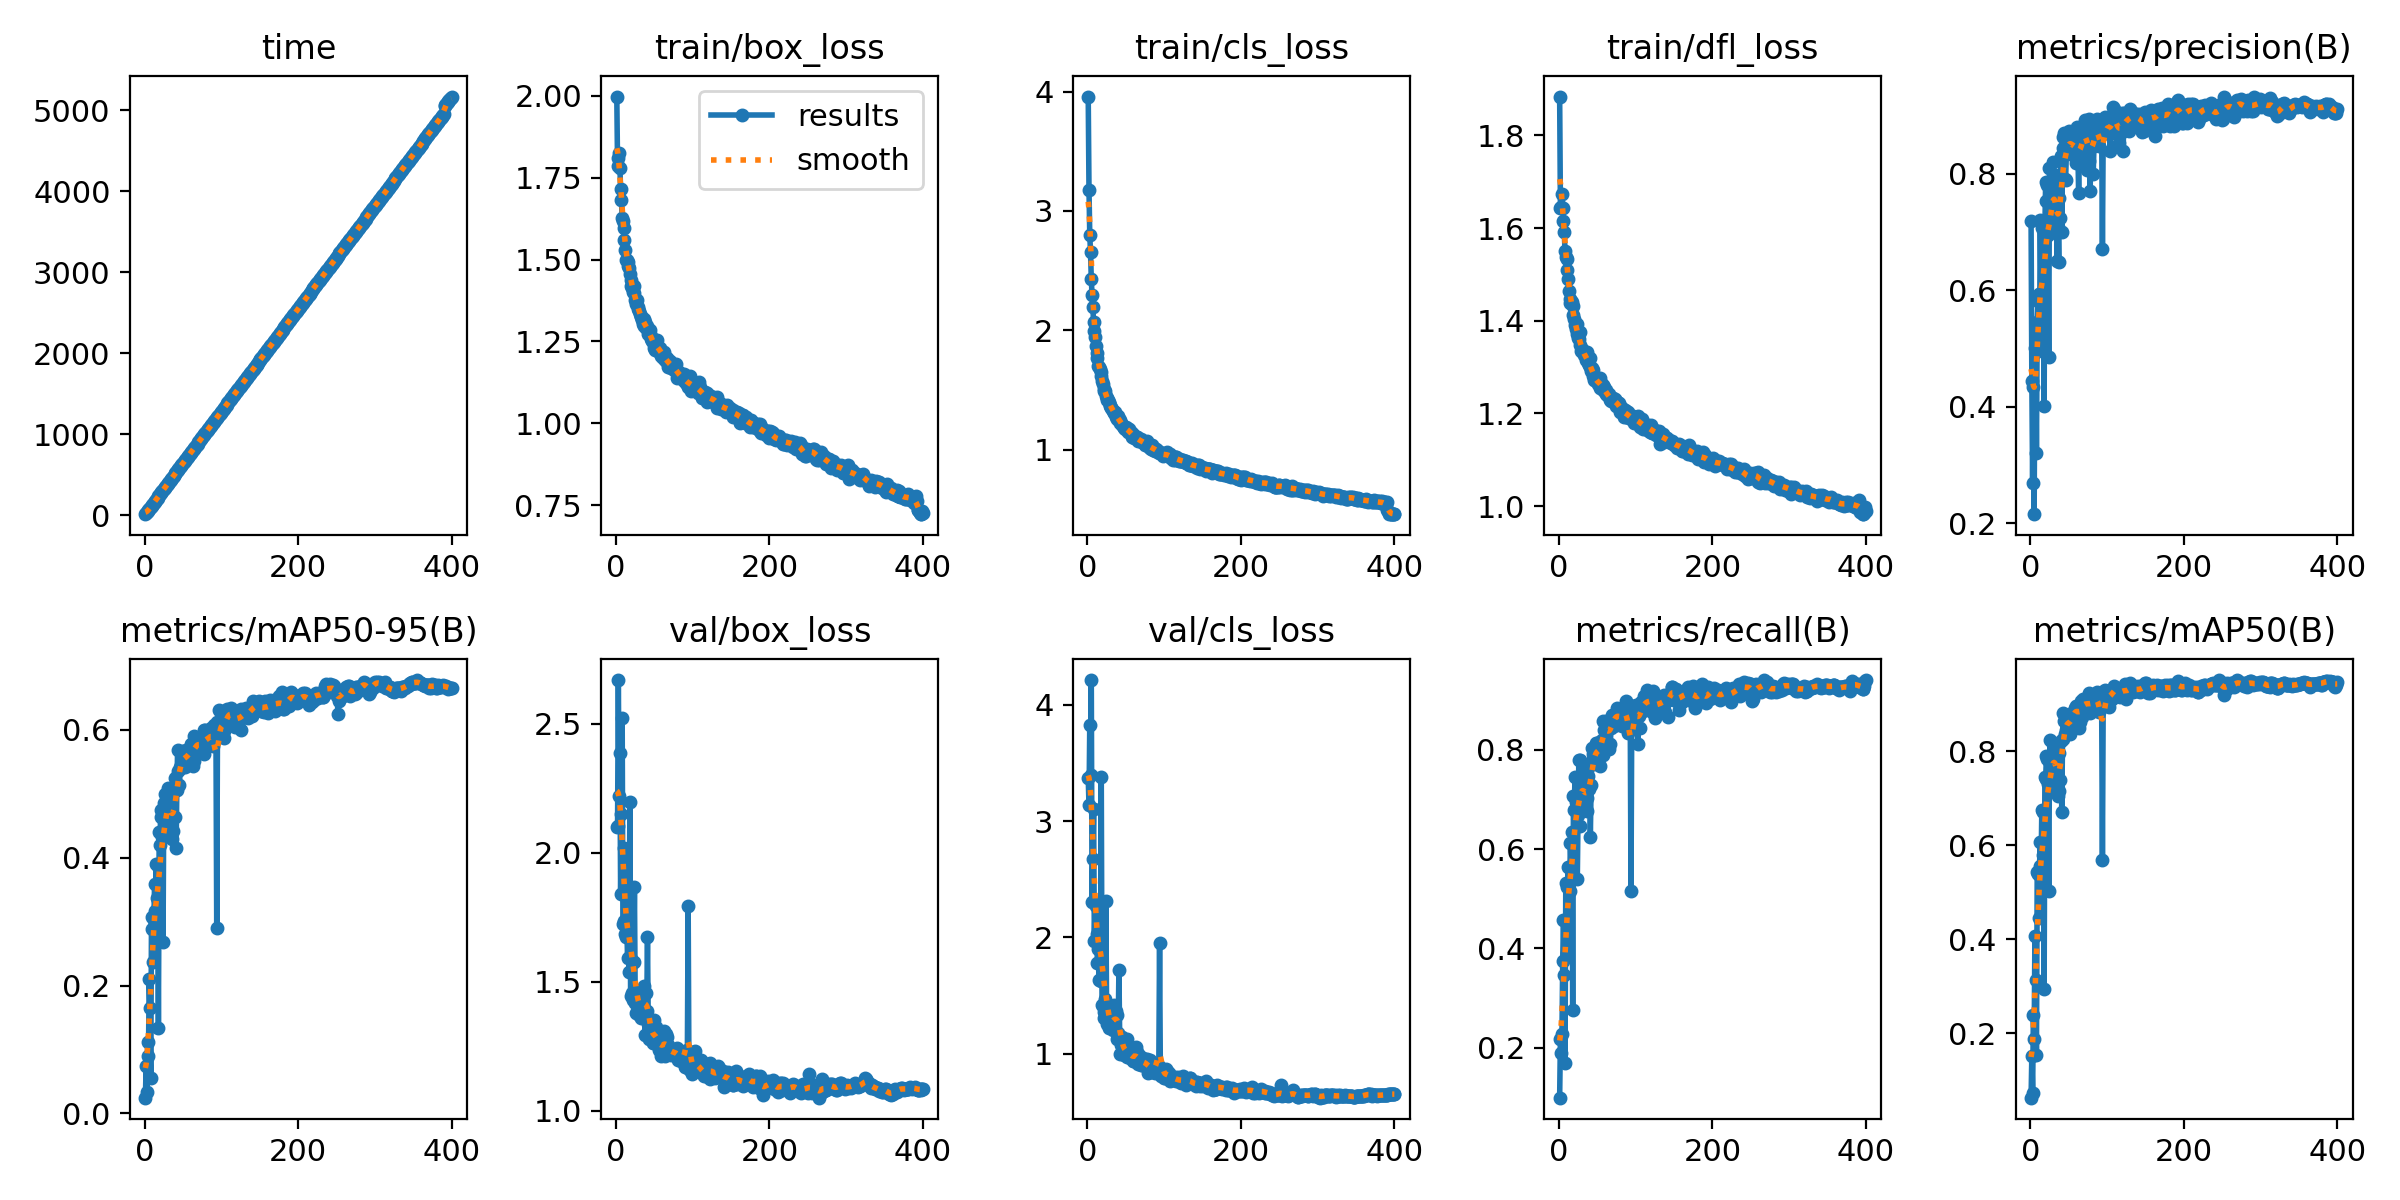 time
5000
4000
3000
2000
1000
0
0 200 400
train/box_loss
results
smooth
2.00
1.75
1.50
1.25
1.00
0.75
0 200 400
train/cls_loss
4
3
2
1
0 200 400
train/dfl_loss
1.8
1.6
1.4
1.2
1.0
0 200 400
metrics/precision(B)
0.8
0.6
0.4
0.2
0 200 400
metrics/mAP50-95(B)
0.6
0.4
0.2
0.0
0 200 400
val/box_loss
2.5
2.0
1.5
1.0
0 200 400
val/cls_loss
4
3
2
1
0 200 400
metrics/recall(B)
0.8
0.6
0.4
0.2
0 200 400
metrics/mAP50(B)
0.8
0.6
0.4
0.2
0 200 400